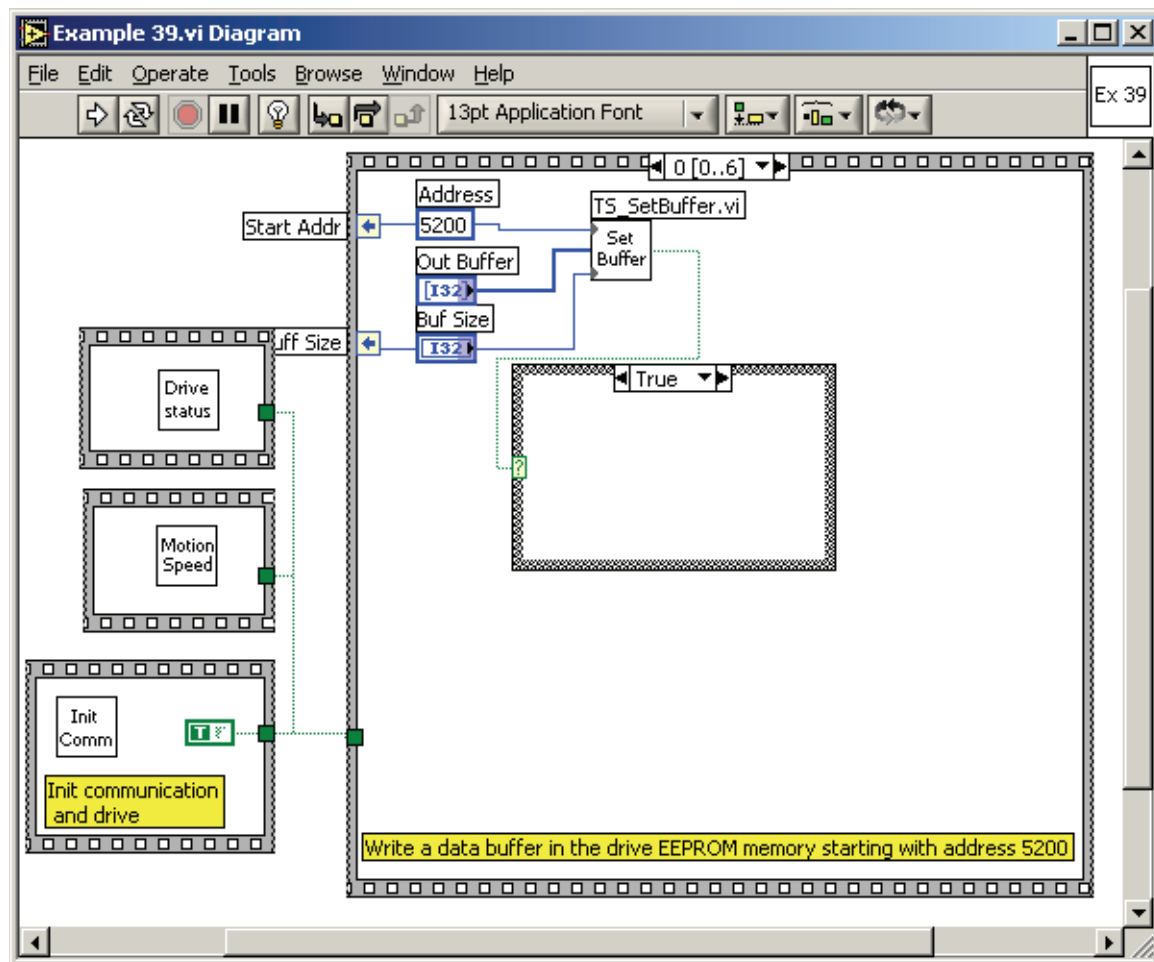 Example 39.vi Diagram
File Edit Operate Tools Browse Window Help
13pt Application Font
Ex 39
0 [0..6]
Address
TS_SetBuffer.vi
Start Addr
5200
Set
Buffer
Out Buffer
[I32]
Buf Size
uff Size
I32
True
?
Drive
status
Motion
Speed
Init
Comm
T
Init communication
and drive
Write a data buffer in the drive EEPROM memory starting with address 5200